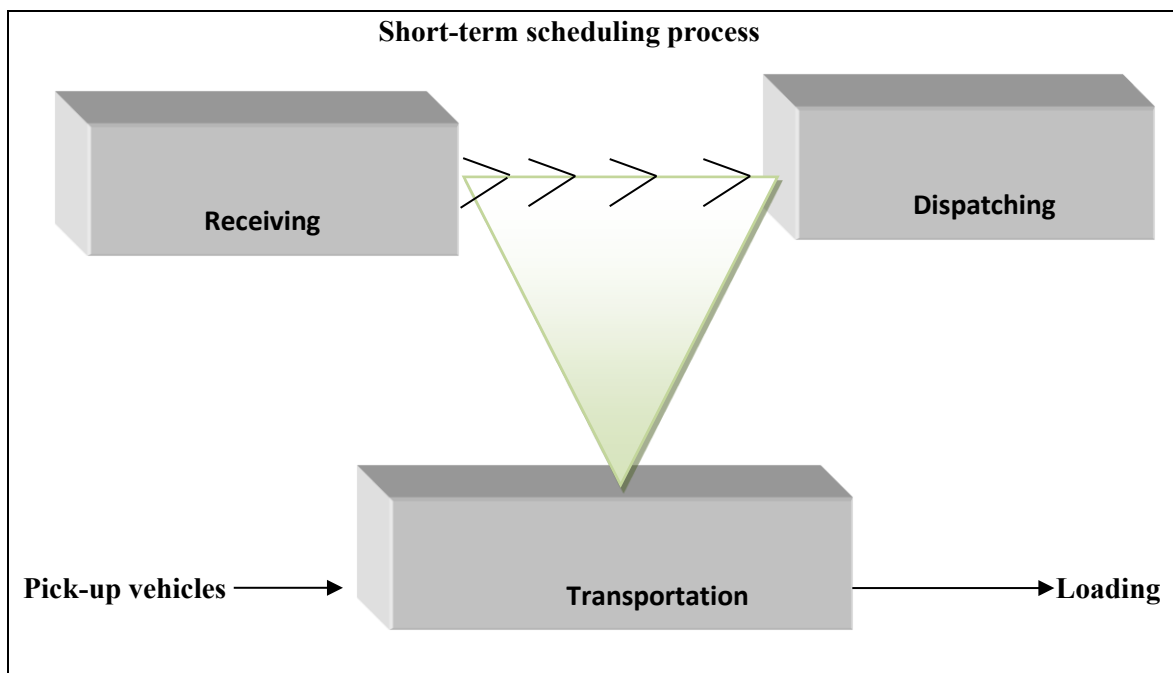 Short-term scheduling process
Receiving
Dispatching
Transportation
Pick-up vehicles
Loading